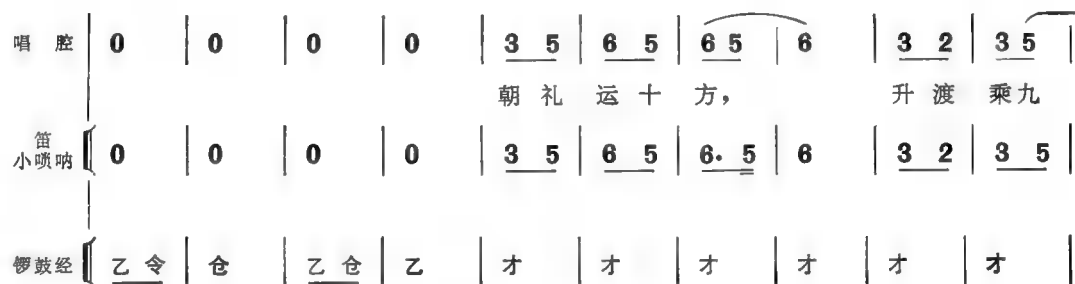 唱腔 0 | 0 | 0 | 0 | 3 5 | 6 5 | 6 5 | 6 | 3 2 | 3 5 |
朝礼 运十 方， 升渡 乘九
笛
小唢呐 0 | 0 | 0 | 0 | 3 5 | 6 5 | 6· 5 | 6 | 3 2 | 3 5 |
锣鼓经 乙令 | 仓 | 乙仓 | 乙 | 才 | 才 | 才 | 才 | 才 | 才 |